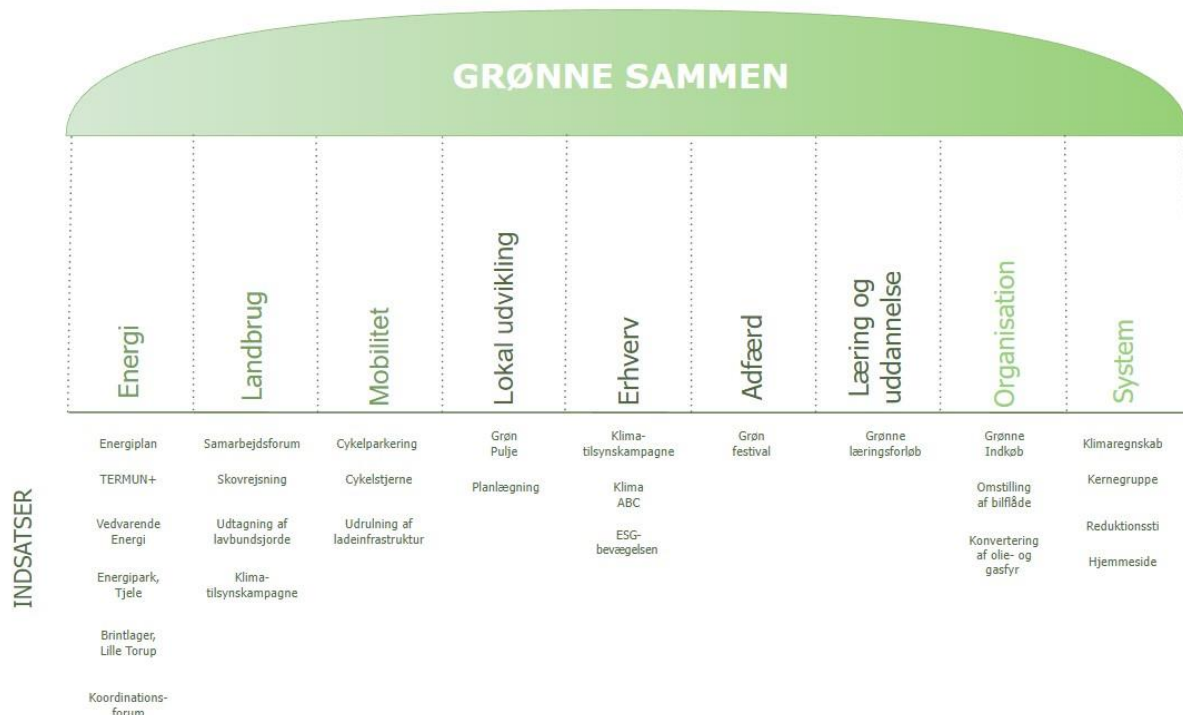 GRØNNE SAMMEN
Energi
Landbrug
Mobilitet
Lokal udvikling
Erhverv
Adfærd
Læring og
uddannelse
Organisation
System
INDSATSER
Energiplan
TERMUN+
Vedvarende
Energi
Energipark,
Tjele
Brintlager,
Lille Torup
Koordinations-
forum
Samarbejdsforum
Skovrejsning
Udtagning af
lavbundsjorde
Klima-
tilsynskampagne
Cykelparkering
Cykelstjerne
Udrulning af
ladeinfrastruktur
Grøn
Pulje
Planlægning
Klima-
tilsynskampagne
Klima
ABC
ESG-
bevægelsen
Grøn
festival
Grønne
læringsforløb
Grønne
Indkøb
Omstilling
af bilflåde
Konvertering
af olie- og
gasfyr
Klimaregnskab
Kernegruppe
Reduktionssti
Hjemmeside